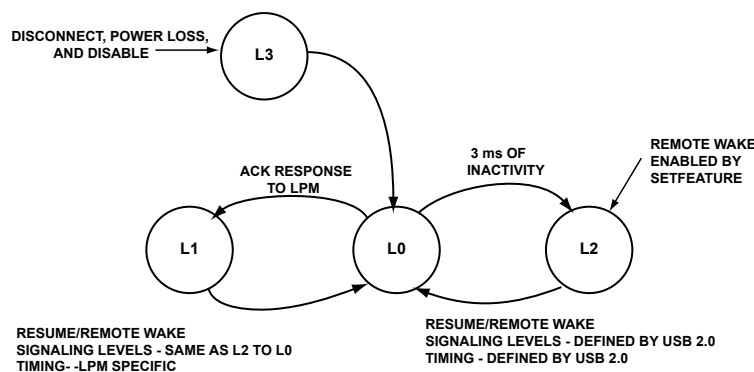 DISCONNECT, POWER LOSS,
AND DISABLE
L3
ACK RESPONSE
TO LPM
3 ms OF
INACTIVITY
REMOTE WAKE
ENABLED BY
SETFEATURE
L1
L0
L2
RESUME/REMOTE WAKE
SIGNALING LEVELS - SAME AS L2 TO L0
TIMING- -LPM SPECIFIC
RESUME/REMOTE WAKE
SIGNALING LEVELS - DEFINED BY USB 2.0
TIMING - DEFINED BY USB 2.0